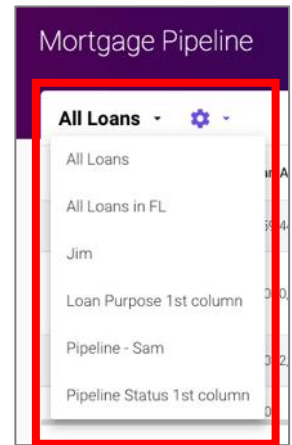 Mortgage Pipeline
All Loans
All Loans
All Loans in FL
Jim
Loan Purpose 1st column
Pipeline - Sam
Pipeline Status 1st column